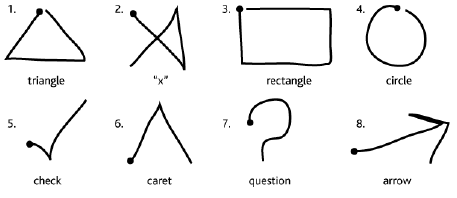 1. 2. 3. 4.
triangle "x" rectangle circle
5. 6. 7. 8.
check caret question arrow